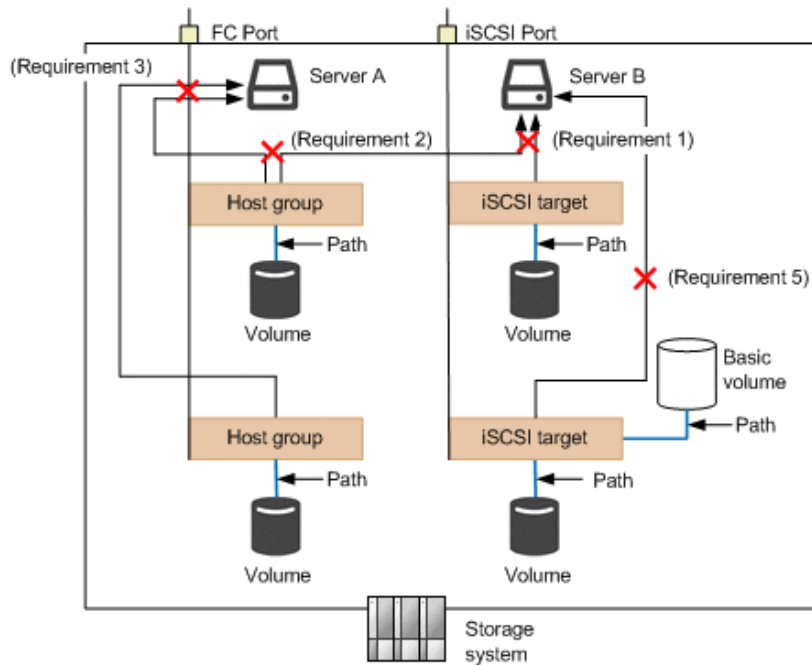 FC Port
iSCSI Port
(Requirement 3)
Server A
Server B
(Requirement 2)
(Requirement 1)
Host group
iSCSI target
Path
Path
Volume
Volume
(Requirement 5)
Basic
volume
Path
Host group
iSCSI target
Path
Path
Volume
Volume
Storage
system